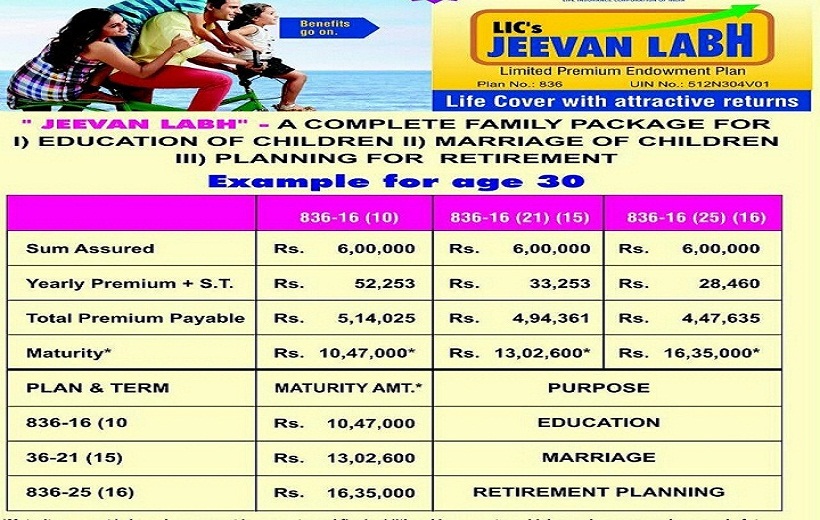 LIFE INSURANCE CORPORATION OF INDIA
Benefits
go on.
LIC's
JEEVAN LABH
Limited Premium Endowment Plan
Plan No.: 836 UIN No.: 512N304V01
Life Cover with attractive returns
" JEEVAN LABH" - A COMPLETE FAMILY PACKAGE FOR
I) EDUCATION OF CHILDREN II) MARRIAGE OF CHILDREN
III) PLANNING FOR RETIREMENT
Example for age 30
836-16 (10) 836-16 (21) (15) 836-16 (25) (16)
Sum Assured Rs. 6,00,000 Rs. 6,00,000 Rs. 6,00,000
Yearly Premium + S.T. Rs. 52,253 Rs. 33,253 Rs. 28,460
Total Premium Payable Rs. 5,14,025 Rs. 4,94,361 Rs. 4,47,635
Maturity* Rs. 10,47,000* Rs. 13,02,600* Rs. 16,35,000*
PLAN & TERM MATURITY AMT.* PURPOSE
836-16 (10 Rs. 10,47,000 EDUCATION
36-21 (15) Rs. 13,02,600 MARRIAGE
836-25 (16) Rs. 16,35,000 RETIREMENT PLANNING